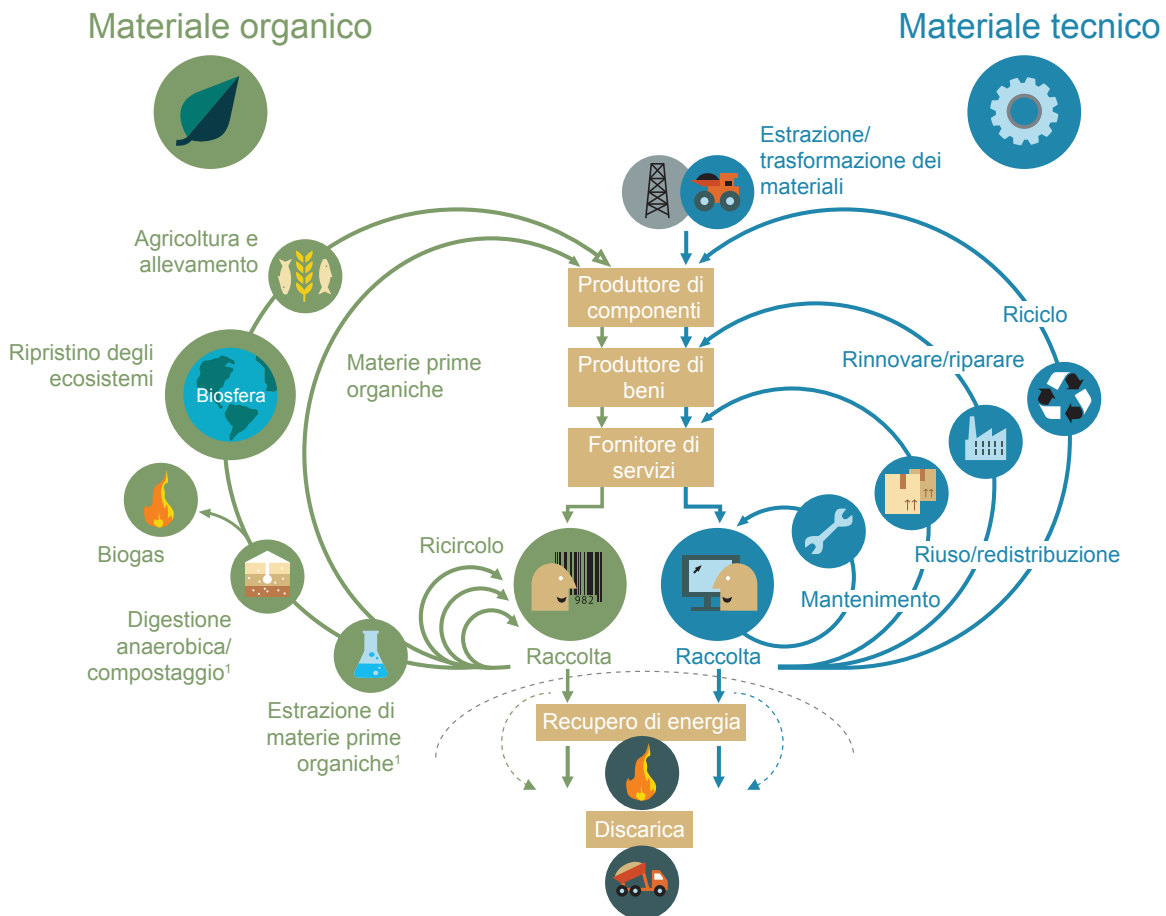 Materiale organico
Materiale tecnico
Estrazione/
trasformazione dei
materiali
Agricoltura e
allevamento
Produttore di
componenti
Riciclo
Ripristino degli
ecosistemi
Biosfera
Materie prime
organiche
Produttore di
beni
Rinnovare/riparare
Fornitore di
servizi
Biogas
Ricircolo
982
Riuso/redistribuzione
Mantenimento
Digestione
anaerobica/
compostaggio¹
Raccolta
Raccolta
Estrazione di
materie prime
organiche¹
Recupero di energia
Discarica